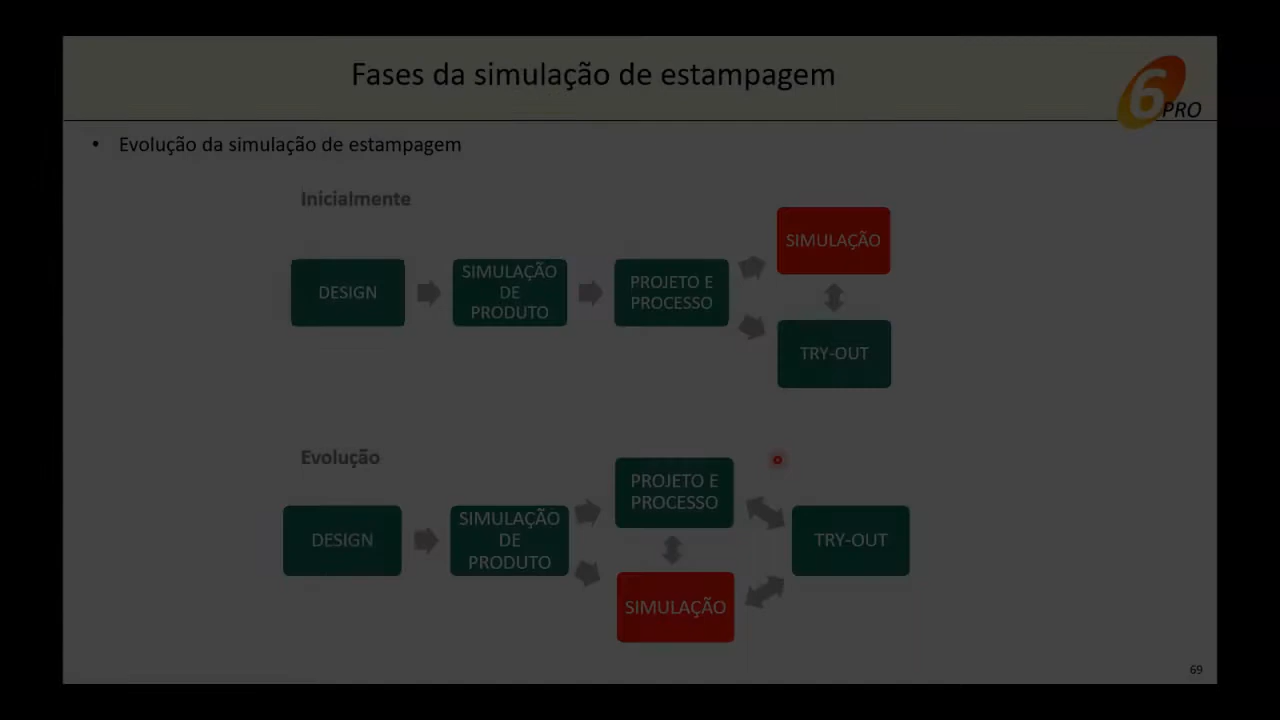 Fases da simulação de estampagem
6
PRO
• Evolução da simulação de estampagem
Inicialmente
DESIGN
SIMULAÇÃO
DE
PRODUTO
PROJETO E
PROCESSO
SIMULAÇÃO
TRY-OUT
Evolução
DESIGN
SIMULAÇÃO
DE
PRODUTO
PROJETO E
PROCESSO
SIMULAÇÃO
TRY-OUT
69